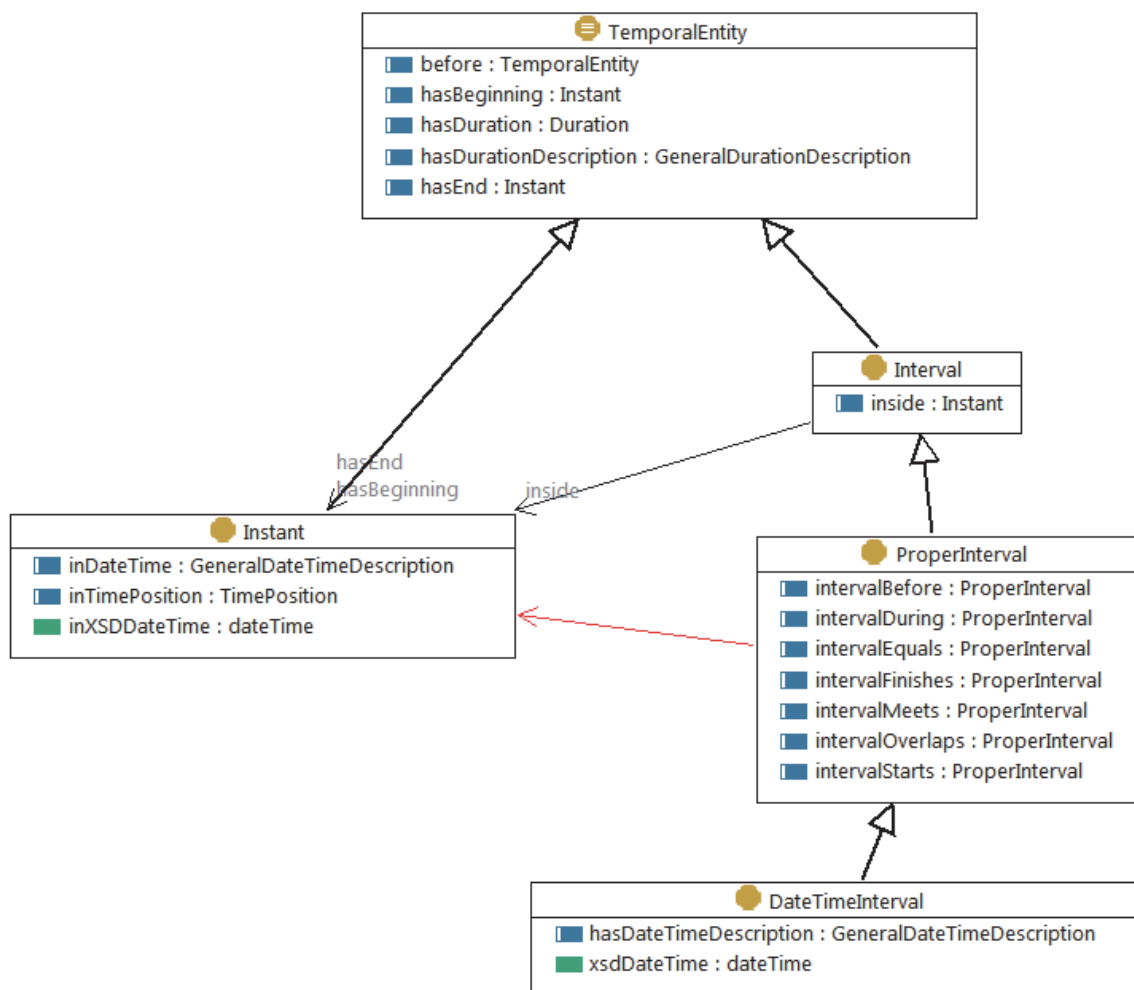 TemporalEntity
before : TemporalEntity
hasBeginning : Instant
hasDuration : Duration
hasDurationDescription : GeneralDurationDescription
hasEnd : Instant
Interval
inside : Instant
hasEnd
hasBeginning
inside
Instant
inDateTime : GeneralDateTimeDescription
inTimePosition : TimePosition
inXSDDateTime : dateTime
ProperInterval
intervalBefore : ProperInterval
intervalDuring : ProperInterval
intervalEquals : ProperInterval
intervalFinishes : ProperInterval
intervalMeets : ProperInterval
intervalOverlaps : ProperInterval
intervalStarts : ProperInterval
DateTimeInterval
hasDateTimeDescription : GeneralDateTimeDescription
xsdDateTime : dateTime